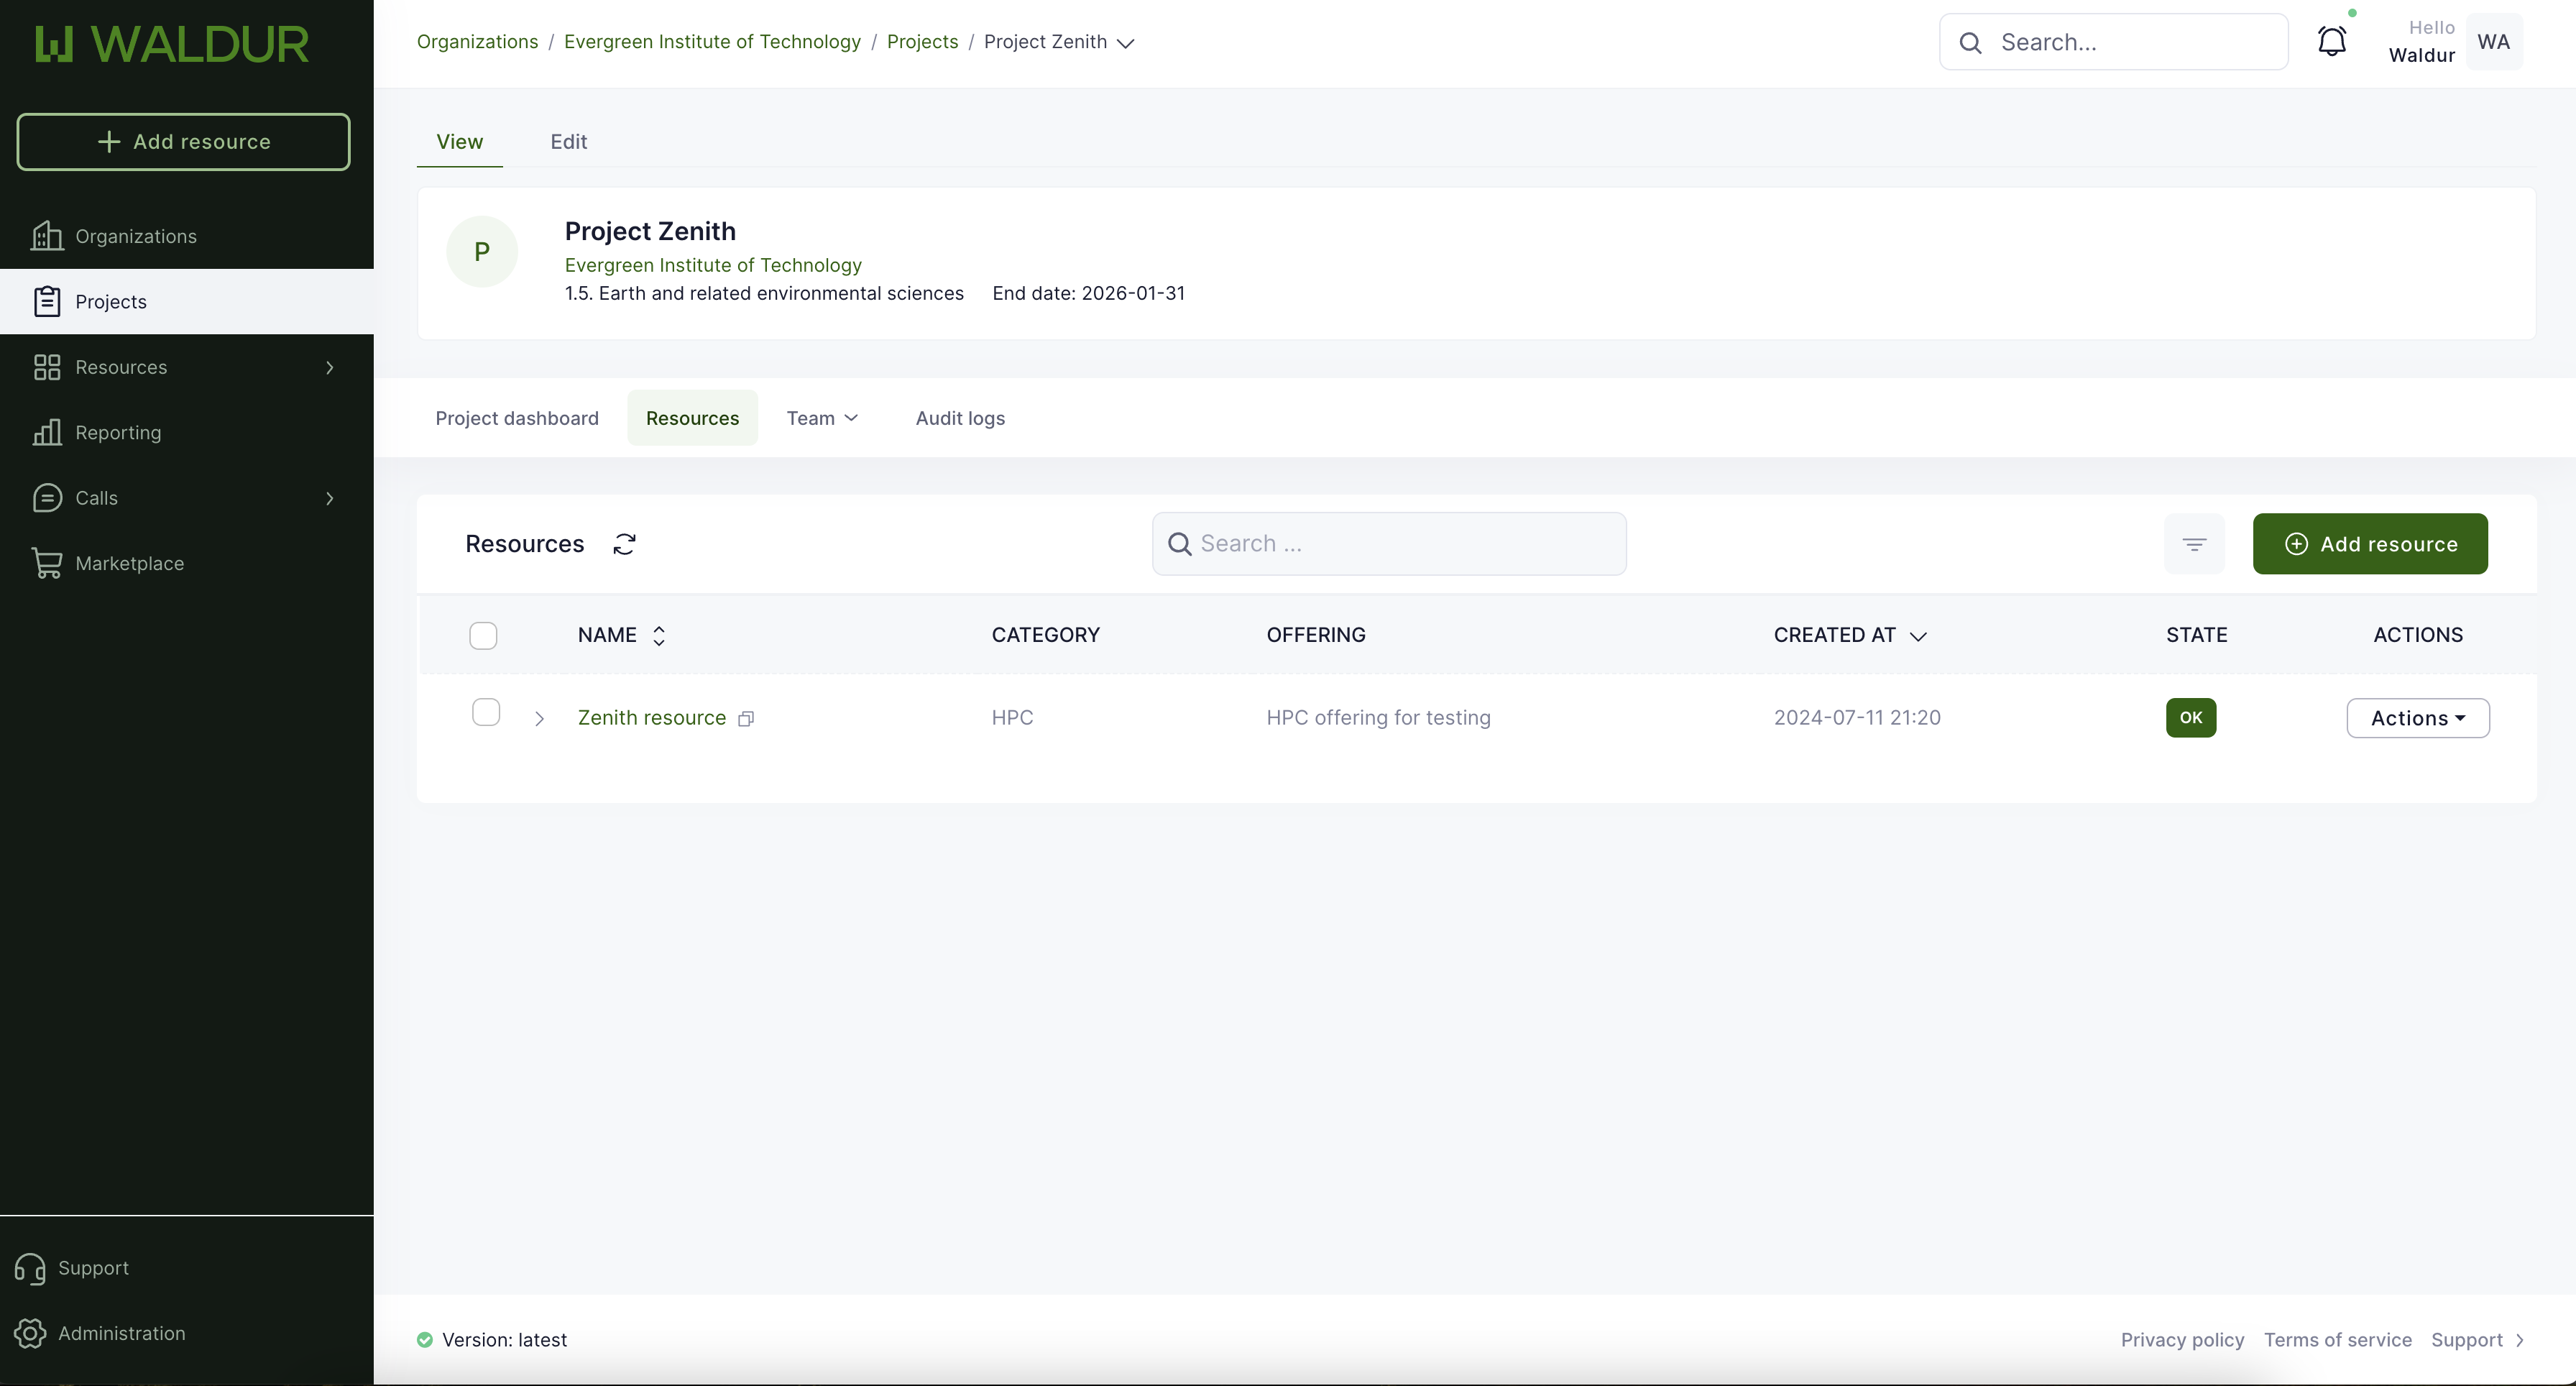 WALDUR
Add resource
Organizations
Projects
Resources
Reporting
Calls
Marketplace
Support
Administration
Organizations / Evergreen Institute of Technology / Projects / Project Zenith
Search...
Hello
Waldur
WA
View Edit
P
Project Zenith
Evergreen Institute of Technology
1.5. Earth and related environmental sciences End date: 2026-01-31
Project dashboard Resources Team Audit logs
Resources
Search ...
Add resource
NAME CATEGORY OFFERING CREATED AT STATE ACTIONS
Zenith resource HPC HPC offering for testing 2024-07-11 21:20 OK Actions
Version: latest
Privacy policy Terms of service Support